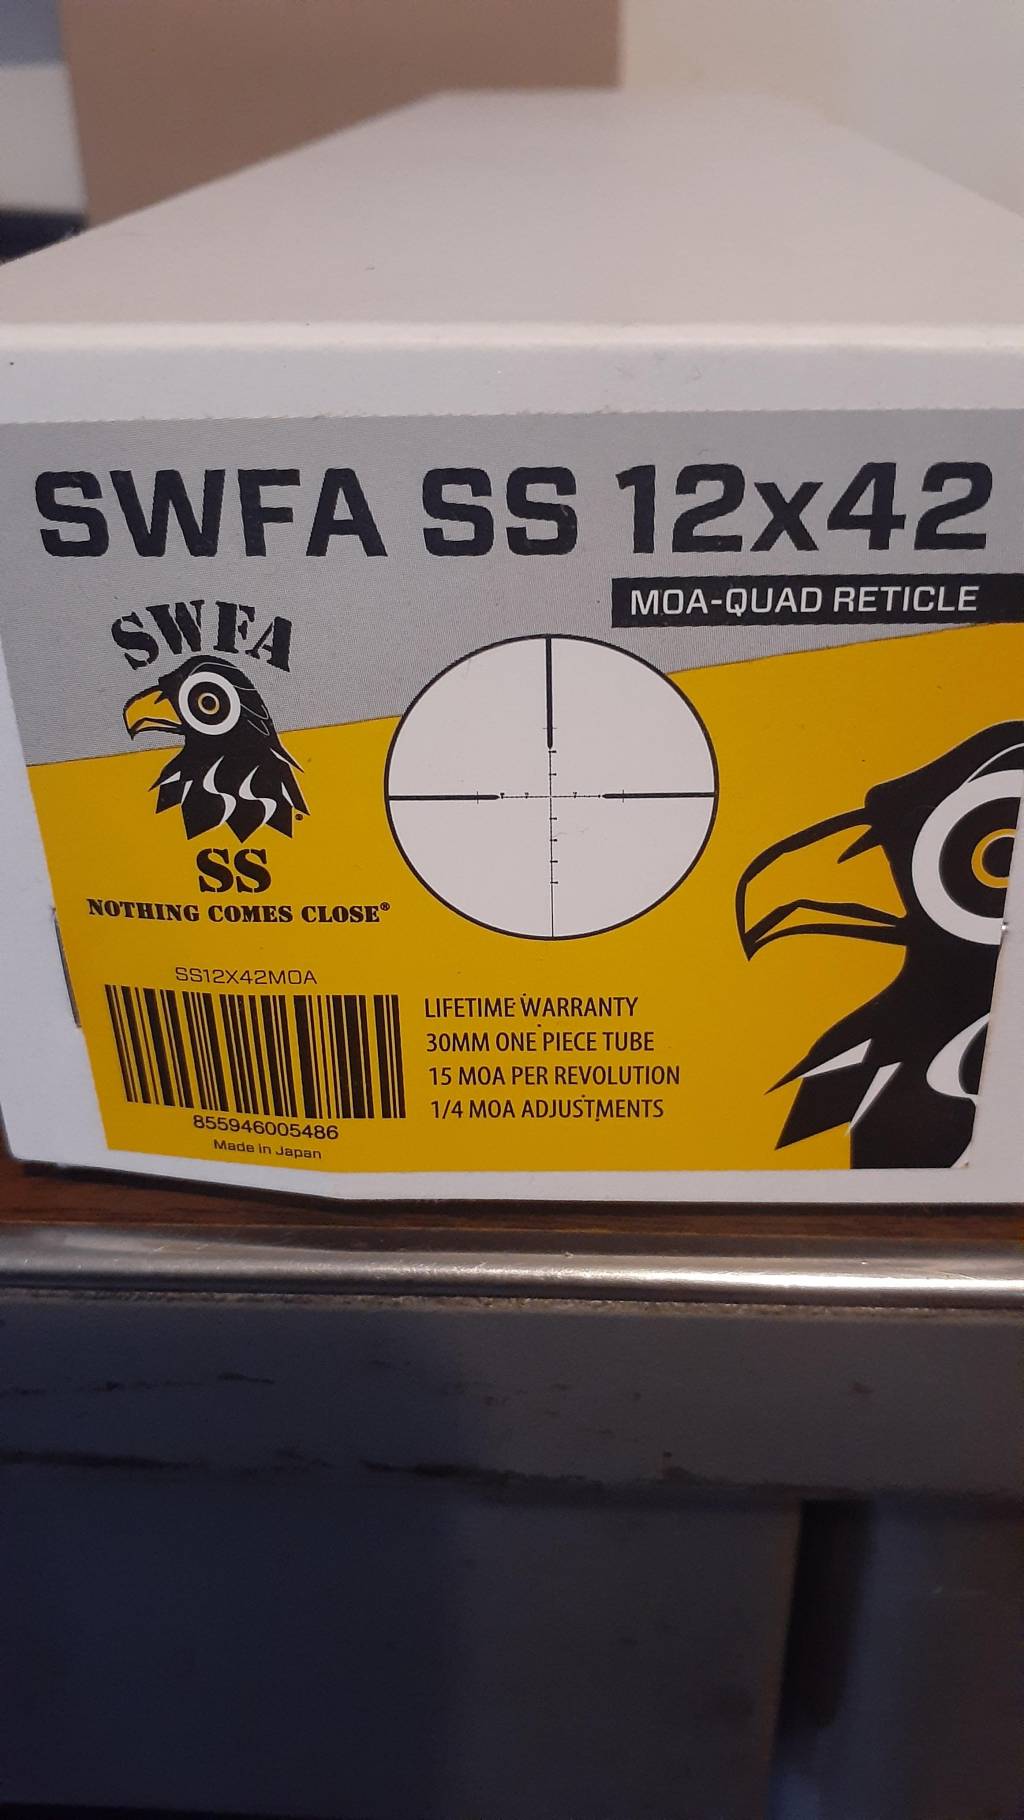 SWFA SS 12x42
MOA-QUAD RETICLE
SWFA
SS
®
SS
NOTHING COMES CLOSE®
SS12X42MOA
855946005486
Made in Japan
LIFETIME WARRANTY
30MM ONE PIECE TUBE
15 MOA PER REVOLUTION
1/4 MOA ADJUSTMENTS